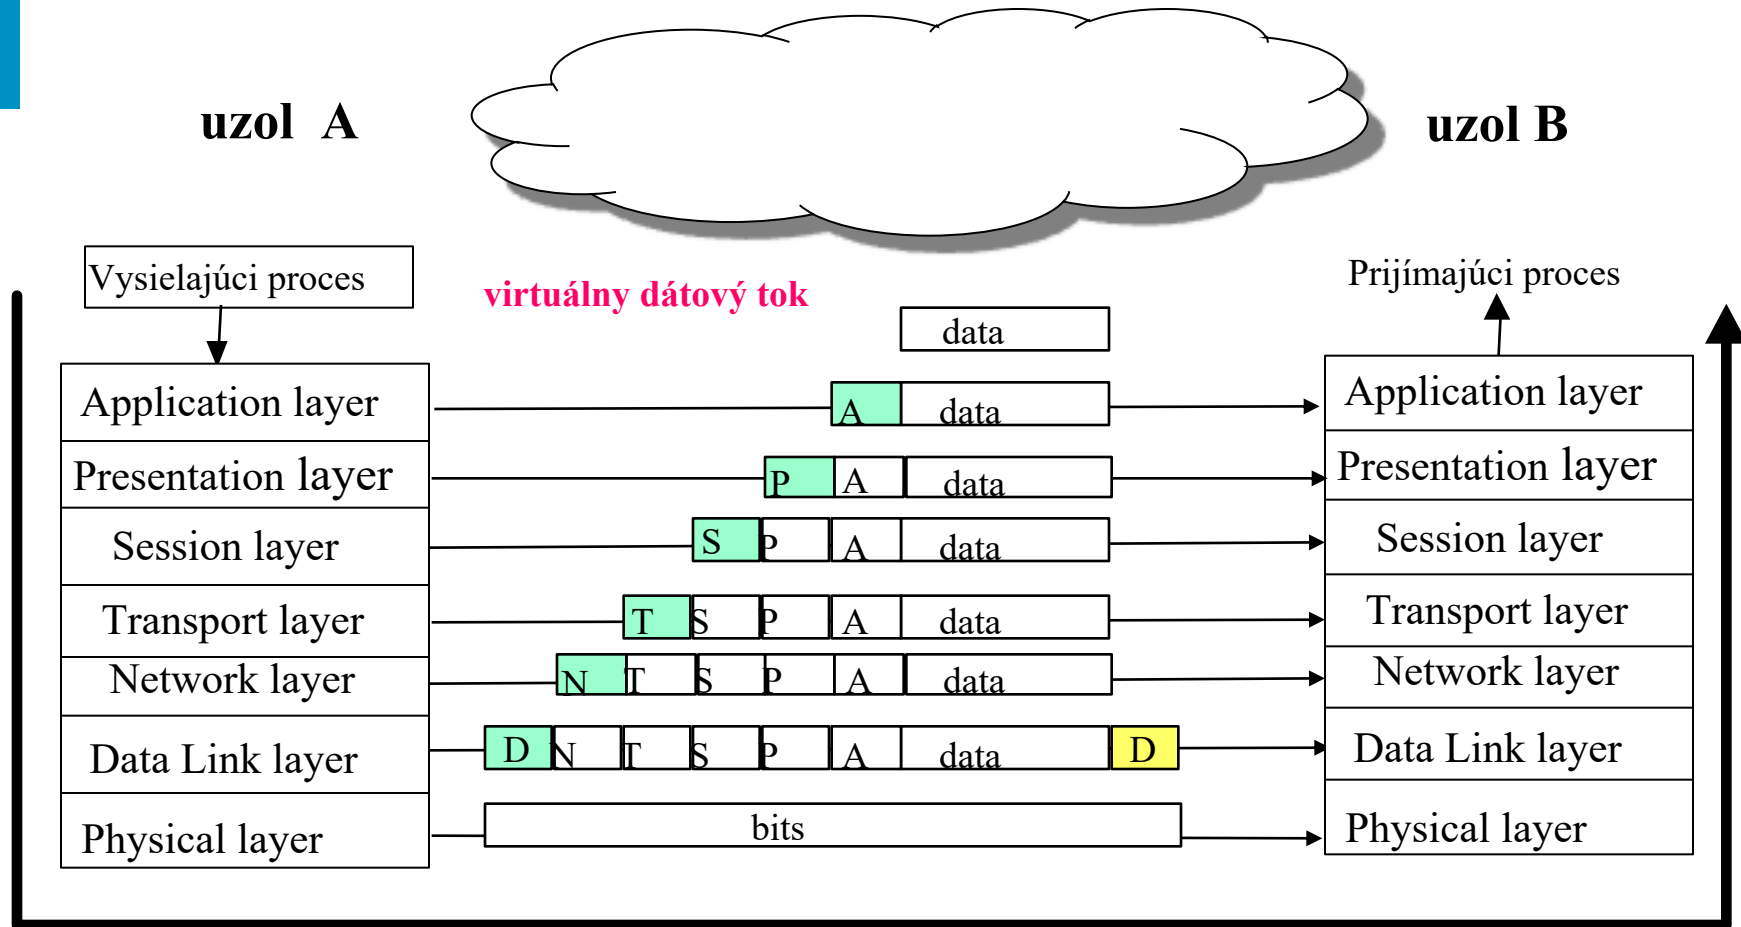 uzol A
uzol B
Vysielajúci proces
virtuálny dátový tok
Prijímajúci proces
data
Application layer
A data
Application layer
Presentation layer
P A data
Presentation layer
Session layer
S P A data
Session layer
Transport layer
T S P A data
Transport layer
Network layer
N T S P A data
Network layer
Data Link layer
D N T S P A data D
Data Link layer
Physical layer
bits
Physical layer